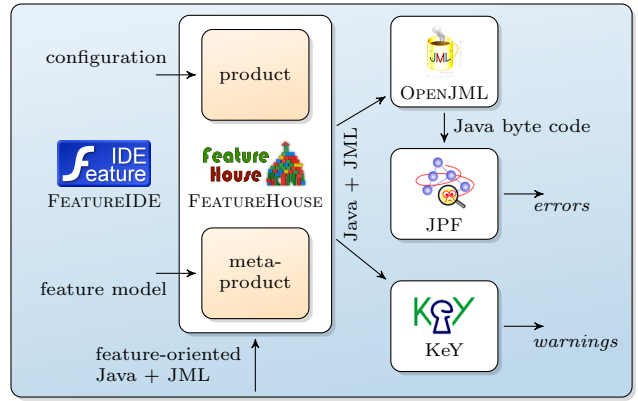 configuration
product
JML
OPENJML
Java byte code
IDE
Feature
FEATUREIDE
Feature
House
FEATUREHOUSE
Java + JML
JPF
errors
feature model
meta-
product
KEY
KeY
warnings
feature-oriented
Java + JML